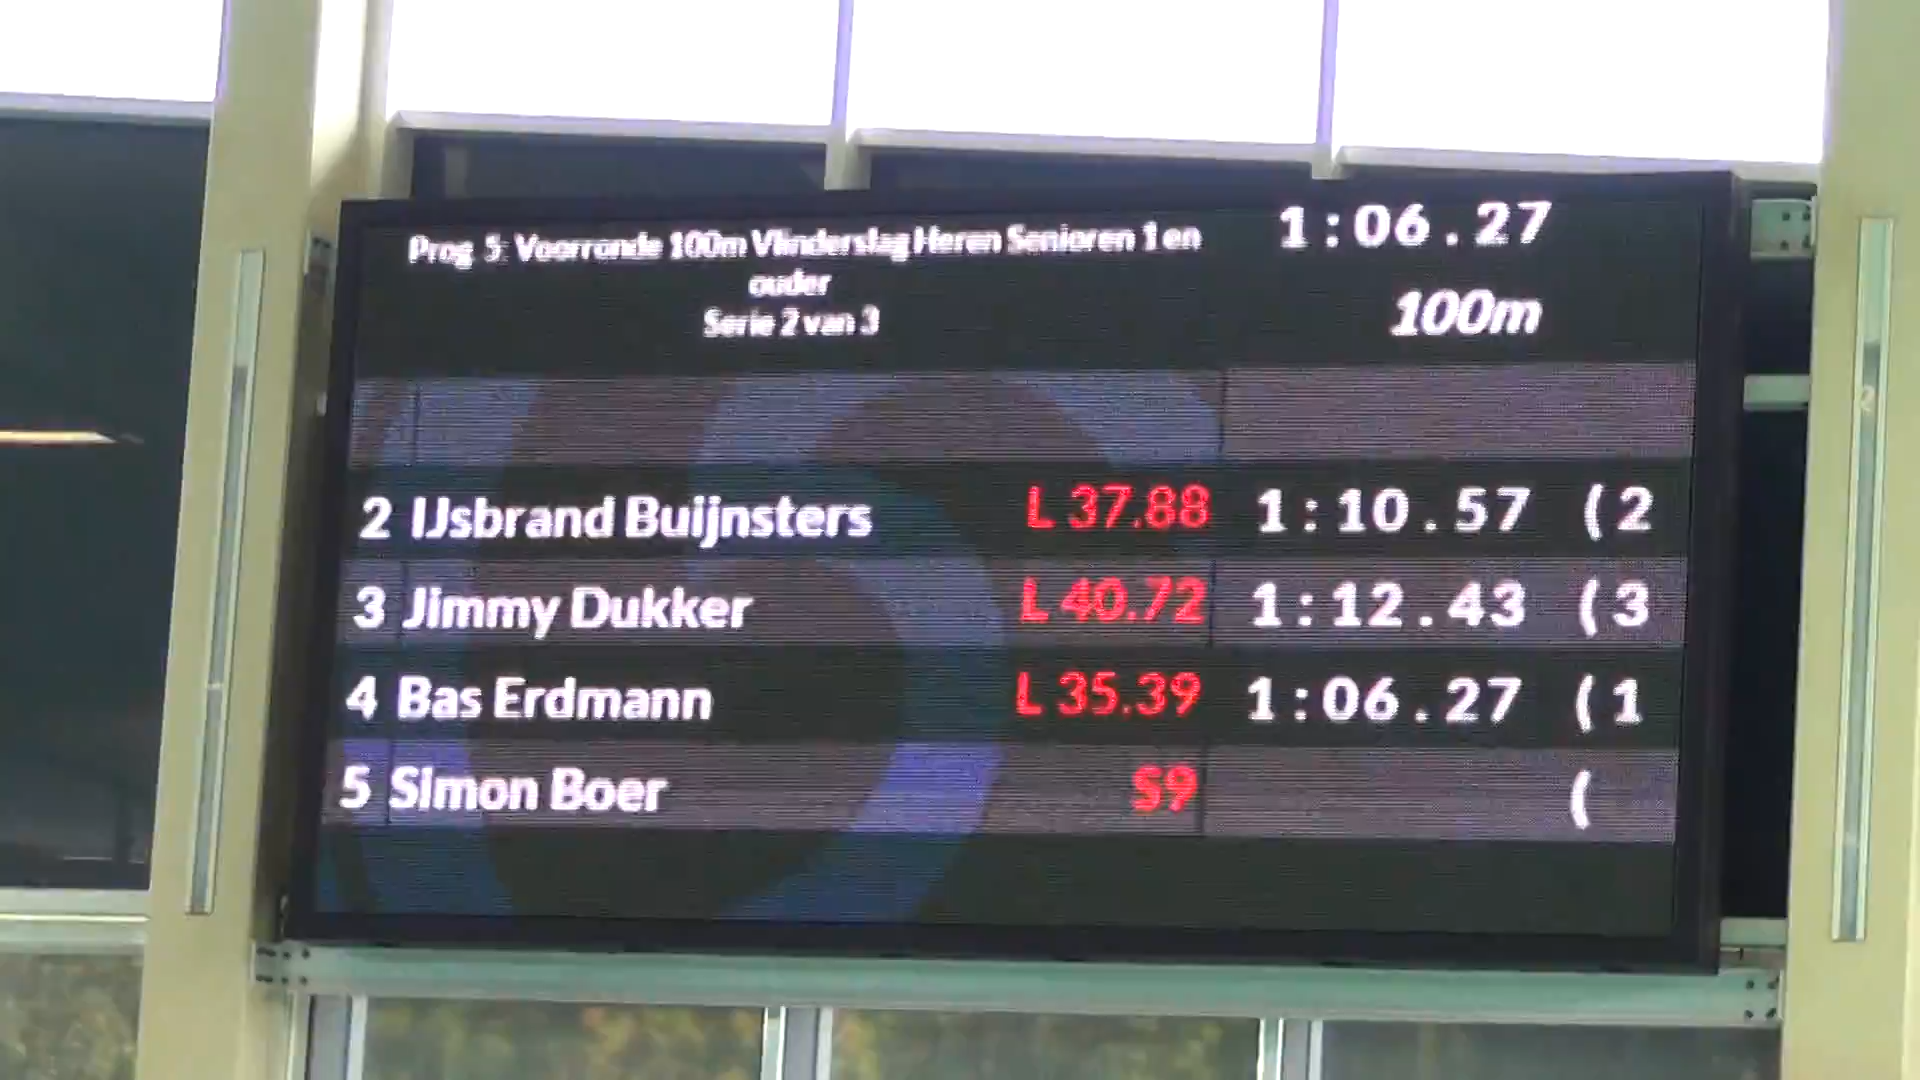 Prog. 5: Voorronde 100m Vlinderslag Heren Senioren 1 en
ouder
Serie 2 van 3
1:06.27
100m
2 IJsbrand Buijnsters L 37.88 1:10.57 (2
3 Jimmy Dukker L 40.72 1:12.43 (3
4 Bas Erdmann L 35.39 1:06.27 (1
5 Simon Boer S9 (
2